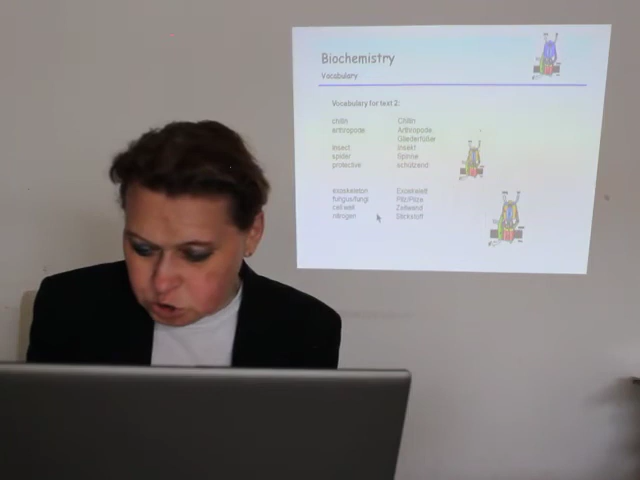 Biochemistry
Vocabulary
Vocabulary for text 2:
chitin Chitin
arthropode Arthropode,
Gliederfüßer
insect Insekt
spider Spinne
protective schützend
exoskeleton Exoskelett
fungus/fungi Pilz/Pilze
cell wall Zellwand
nitrogen Stickstoff